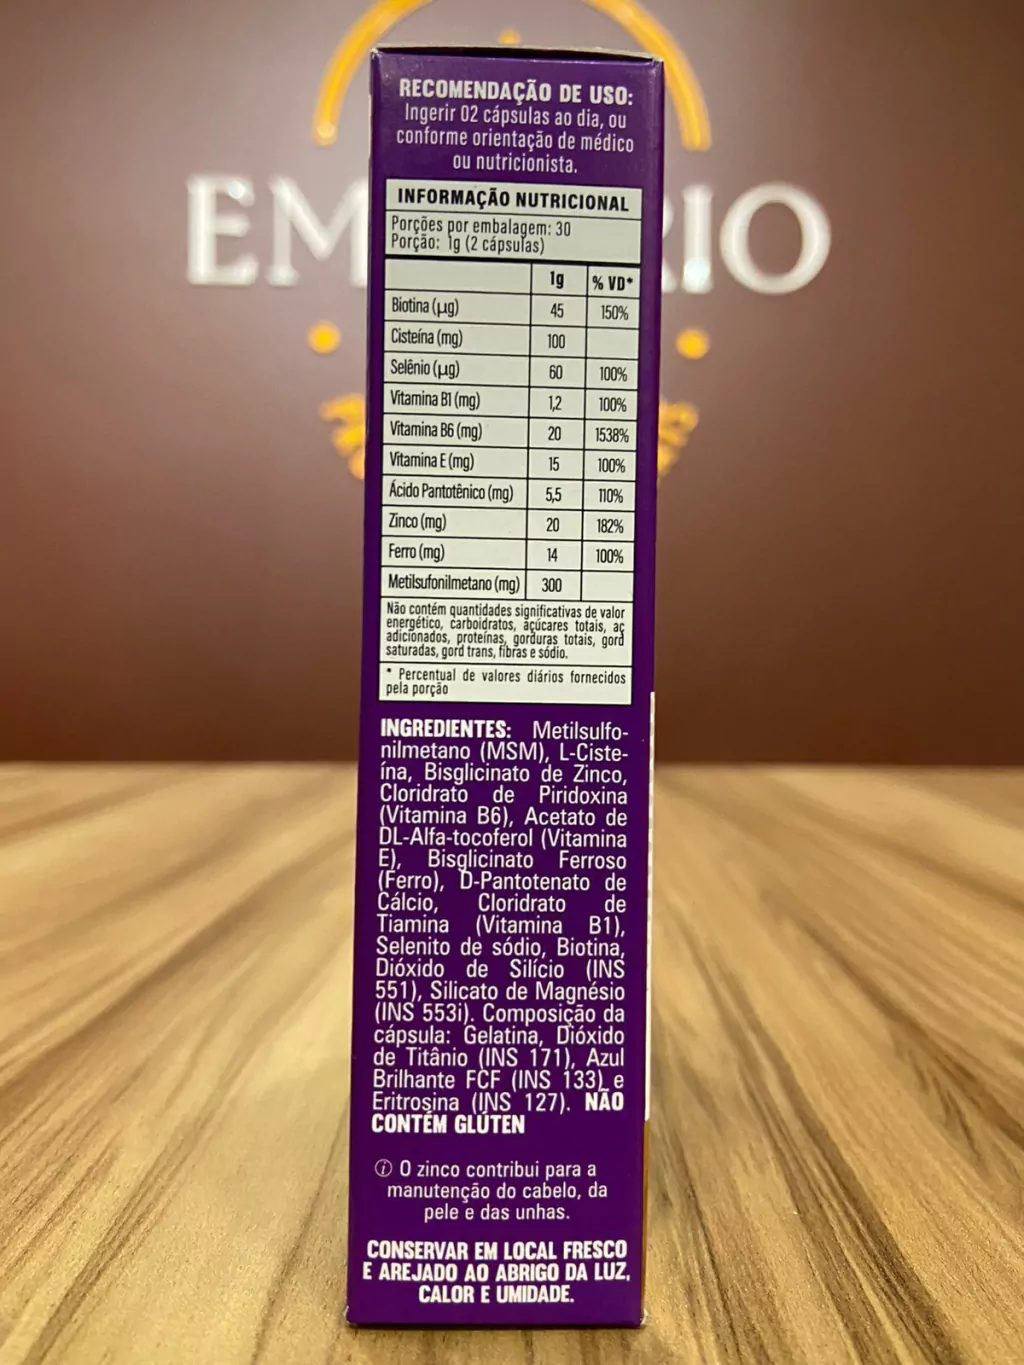 RECOMENDAÇÃO DE USO:
Ingerir 02 cápsulas ao dia, ou
conforme orientação de médico
ou nutricionista.
EM
RIO
INFORMAÇÃO NUTRICIONAL
Porções por embalagem: 30
Porção: 1g (2 cápsulas)
1g % VD*
Biotina (µg) 45 150%
Cisteína (mg) 100
Selênio (µg) 60 100%
Vitamina B1 (mg) 1,2 100%
Vitamina B6 (mg) 20 1538%
Vitamina E (mg) 15 100%
Ácido Pantotênico (mg) 5,5 110%
Zinco (mg) 20 182%
Ferro (mg) 14 100%
Metilsufonilmetano (mg) 300
Não contém quantidades significativas de valor
energético, carboidratos, açúcares totais, aç
adicionados, proteínas, gorduras totais, gord
saturadas, gord trans, fibras e sódio.
* Percentual de valores diários fornecidos
pela porção
INGREDIENTES: Metilsulfo-
nilmetano (MSM), L-Ciste-
ína, Bisglicinato de Zinco,
Cloridrato de Piridoxina
(Vitamina B6), Acetato de
DL-Alfa-tocoferol (Vitamina
E), Bisglicinato Ferroso
(Ferro), D-Pantotenato de
Cálcio, Cloridrato de
Tiamina (Vitamina B1),
Selenito de sódio, Biotina,
Dióxido de Silício (INS
551), Silicato de Magnésio
(INS 553i). Composição da
cápsula: Gelatina, Dióxido
de Titânio (INS 171), Azul
Brilhante FCF (INS 133) e
Eritrosina (INS 127). NÃO
CONTÉM GLÚTEN
O zinco contribui para a
manutenção do cabelo, da
pele e das unhas.
CONSERVAR EM LOCAL FRESCO
E AREJADO AO ABRIGO DA LUZ,
CALOR E UMIDADE.